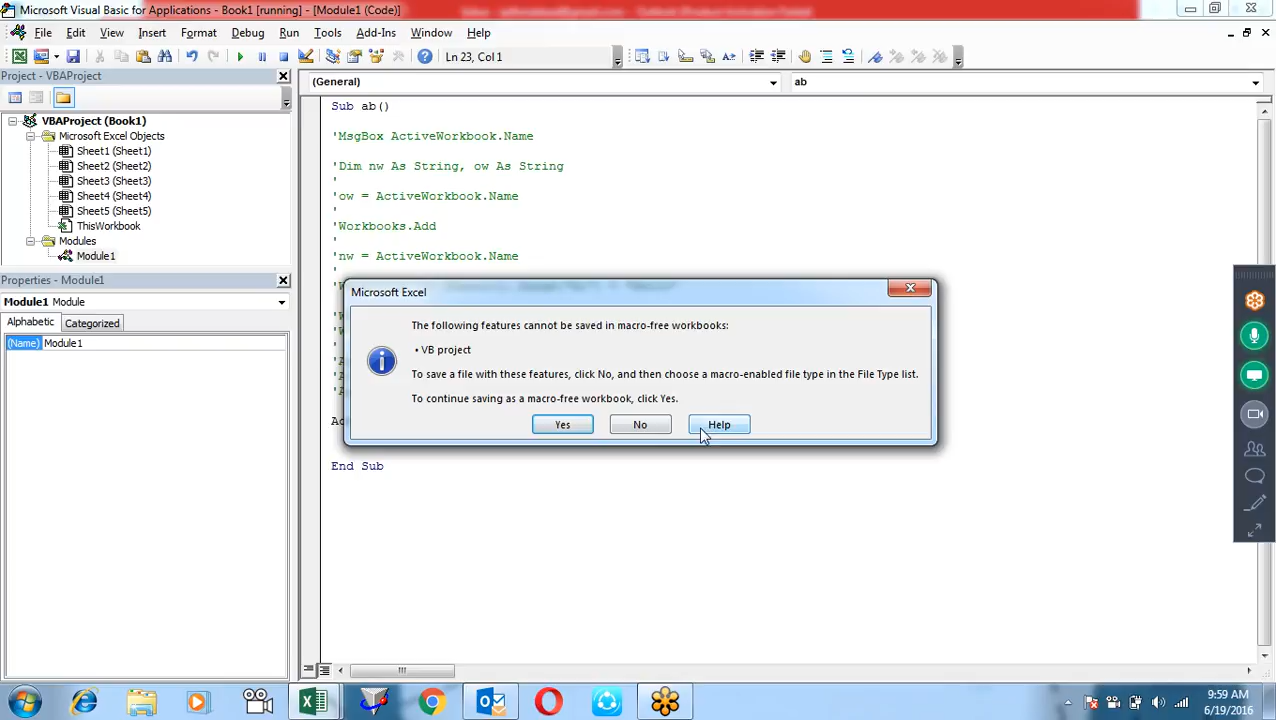 Microsoft Visual Basic for Applications - Book1 [running] - [Module1 (Code)]
File Edit View Insert Format Debug Run Tools Add-Ins Window Help
Ln 23, Col 1
Project - VBAProject
(General)
ab
VBAProject (Book1)
Microsoft Excel Objects
Sheet1 (Sheet1)
Sheet2 (Sheet2)
Sheet3 (Sheet3)
Sheet4 (Sheet4)
Sheet5 (Sheet5)
ThisWorkbook
Modules
Module1
Properties - Module1
Module1 Module
Alphabetic Categorized
(Name) Module1
Sub ab()
'MsgBox ActiveWorkbook.Name
'Dim nw As String, ow As String
'
'ow = ActiveWorkbook.Name
'
'Workbooks.Add
'
'nw = ActiveWorkbook.Name
'
End Sub
Microsoft Excel
The following features cannot be saved in macro-free workbooks:
• VB project
To save a file with these features, click No, and then choose a macro-enabled file type in the File Type list.
To continue saving as a macro-free workbook, click Yes.
Yes No Help
9:59 AM
6/19/2016